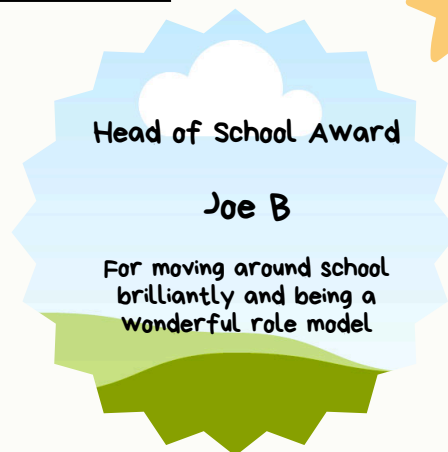 Head of School Award
Joe B
For moving around school
brilliantly and being a
wonderful role model